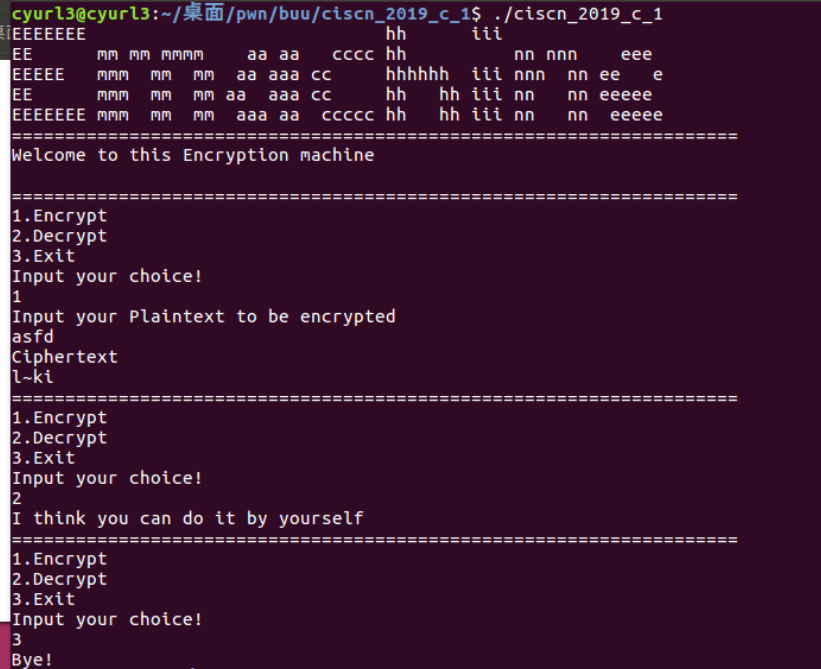 cyurl3@cyurl3:~/桌面/pwn/buu/ciscn_2019_c_1$ ./ciscn_2019_c_1
EEEEEEE                            hh      iii
EE      mm mm mmmm    aa aa   cccc hh          nn nnn    eee
EEEEE   mmm  mm  mm  aa aaa cc     hhhhhh  iii nnn  nn ee   e
EE      mmm  mm  mm aa  aaa cc     hh   hh iii nn   nn eeeee
EEEEEEE mmm  mm  mm  aaa aa  ccccc hh   hh iii nn   nn  eeeee
====================================================================
Welcome to this Encryption machine

====================================================================
1.Encrypt
2.Decrypt
3.Exit
Input your choice!
1
Input your Plaintext to be encrypted
asfd
Ciphertext
l~ki
====================================================================
1.Encrypt
2.Decrypt
3.Exit
Input your choice!
2
I think you can do it by yourself
====================================================================
1.Encrypt
2.Decrypt
3.Exit
Input your choice!
3
Bye!